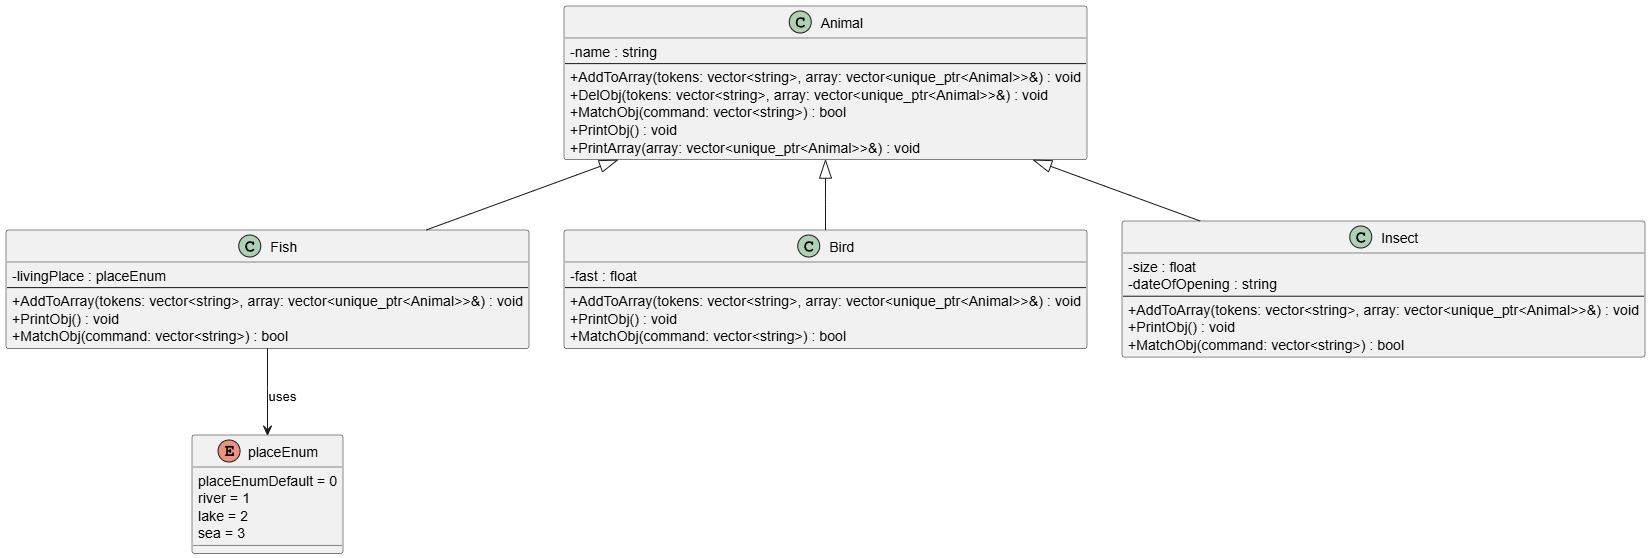 C Animal
-name : string
+AddToArray(tokens: vector<string>, array: vector<unique_ptr<Animal>>&) : void
+DelObj(tokens: vector<string>, array: vector<unique_ptr<Animal>>&) : void
+MatchObj(command: vector<string>) : bool
+PrintObj() : void
+PrintArray(array: vector<unique_ptr<Animal>>&) : void
C Fish
-livingPlace : placeEnum
+AddToArray(tokens: vector<string>, array: vector<unique_ptr<Animal>>&) : void
+PrintObj() : void
+MatchObj(command: vector<string>) : bool
C Bird
-fast : float
+AddToArray(tokens: vector<string>, array: vector<unique_ptr<Animal>>&) : void
+PrintObj() : void
+MatchObj(command: vector<string>) : bool
C Insect
-size : float
-dateOfOpening : string
+AddToArray(tokens: vector<string>, array: vector<unique_ptr<Animal>>&) : void
+PrintObj() : void
+MatchObj(command: vector<string>) : bool
uses
E placeEnum
placeEnumDefault = 0
river = 1
lake = 2
sea = 3